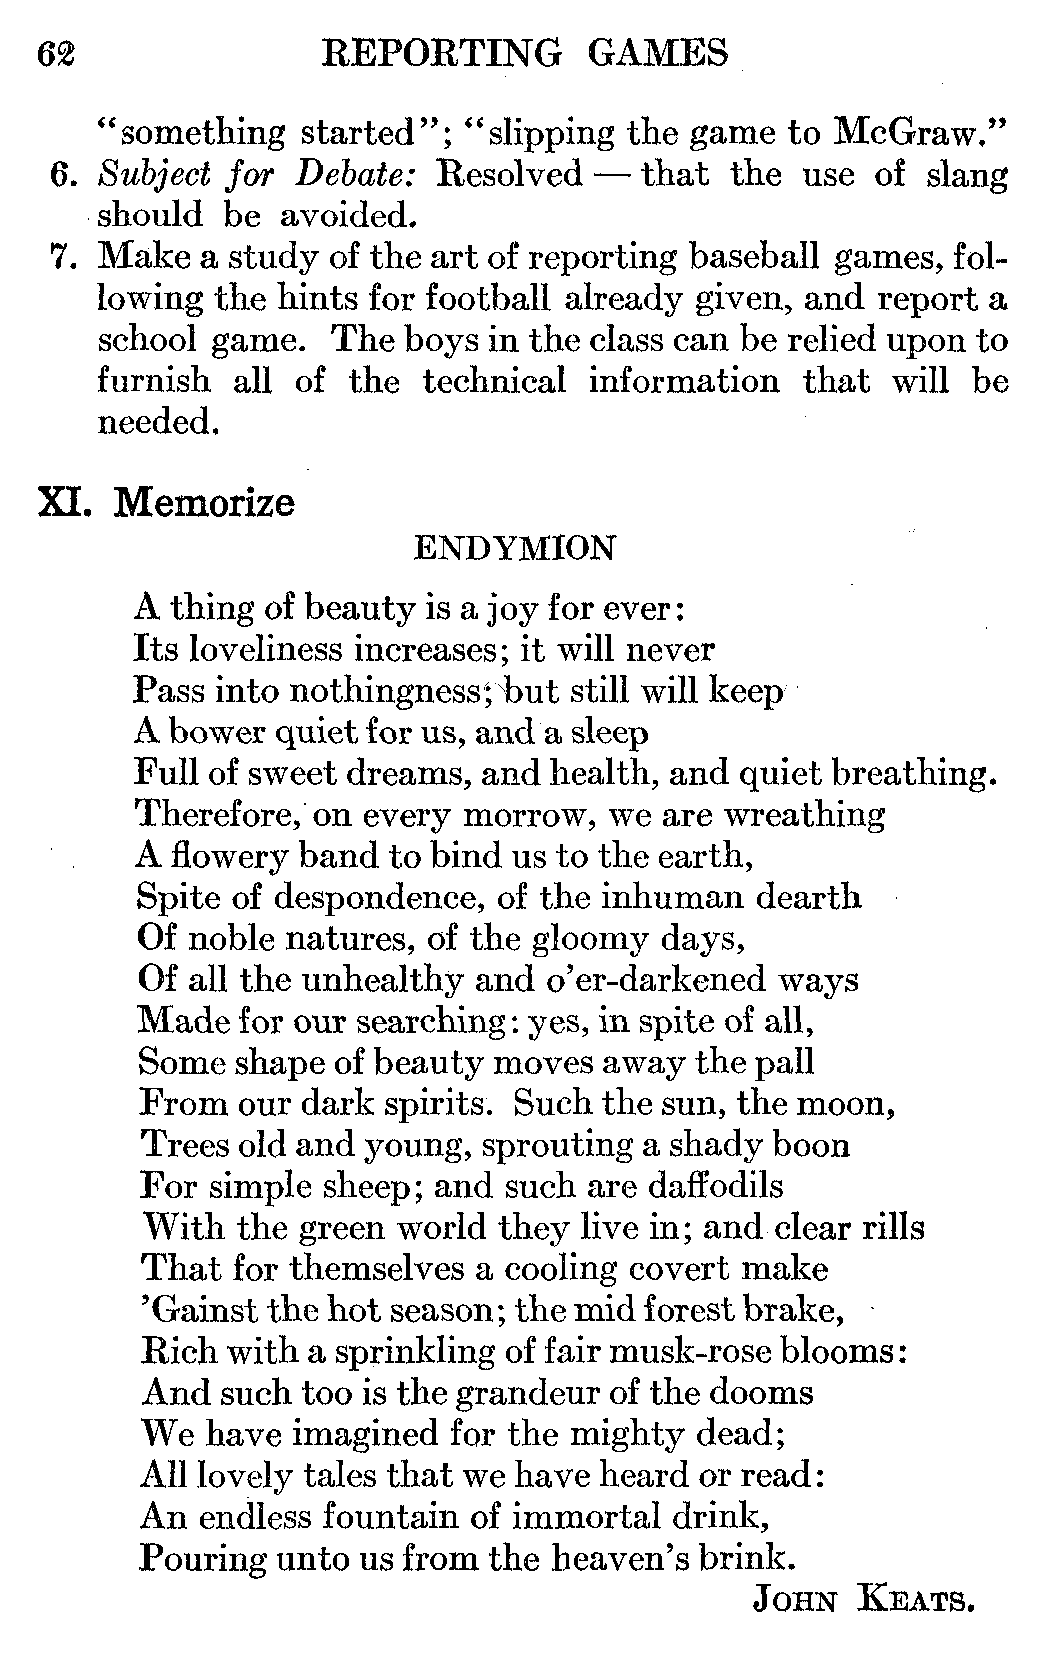 62 REPORTING GAMES
“something started”; “slipping the game to McGraw.”
6. Subject for Debate: Resolved — that the use of slang
should be avoided.
7. Make a study of the art of reporting baseball games, fol-
lowing the hints for football already given, and report a
school game. The boys in the class can be relied upon to
furnish all of the technical information that will be
needed.
XI. Memorize
ENDYMION
A thing of beauty is a joy for ever:
Its loveliness increases; it will never
Pass into nothingness; but still will keep
A bower quiet for us, and a sleep
Full of sweet dreams, and health, and quiet breathing.
Therefore, on every morrow, we are wreathing
A flowery band to bind us to the earth,
Spite of despondence, of the inhuman dearth
Of noble natures, of the gloomy days,
Of all the unhealthy and o’er-darkened ways
Made for our searching: yes, in spite of all,
Some shape of beauty moves away the pall
From our dark spirits. Such the sun, the moon,
Trees old and young, sprouting a shady boon
For simple sheep; and such are daffodils
With the green world they live in; and clear rills
That for themselves a cooling covert make
’Gainst the hot season; the mid forest brake,
Rich with a sprinkling of fair musk-rose blooms:
And such too is the grandeur of the dooms
We have imagined for the mighty dead;
All lovely tales that we have heard or read:
An endless fountain of immortal drink,
Pouring unto us from the heaven’s brink.
JOHN KEATS.